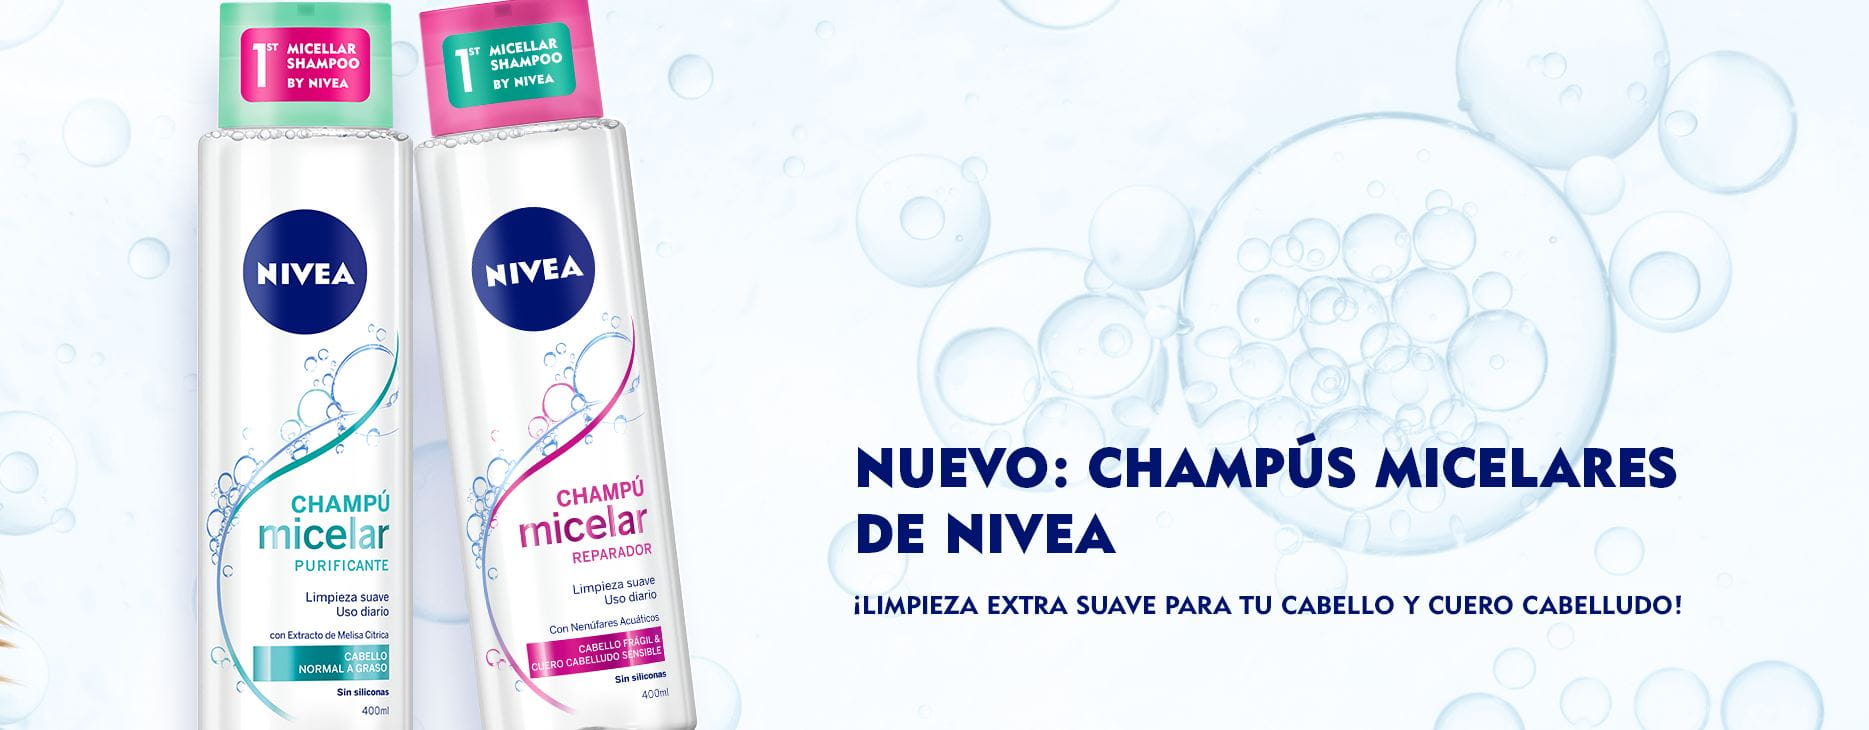 1ST MICELLAR
SHAMPOO
BY NIVEA
NIVEA
CHAMPÚ
micelar
PURIFICANTE
Limpieza suave
Uso diario
con Extracto de Melisa Cítrica
CABELLO
NORMAL A GRASO
Sin siliconas
400ml
1ST MICELLAR
SHAMPOO
BY NIVEA
NIVEA
CHAMPÚ
micelar
REPARADOR
Limpieza suave
Uso diario
Con Nenúfares Acuáticos
CABELLO FRÁGIL &
CUERO CABELLUDO SENSIBLE
Sin siliconas
400ml
NUEVO: CHAMPÚS MICELARES
DE NIVEA
¡LIMPIEZA EXTRA SUAVE PARA TU CABELLO Y CUERO CABELLUDO!